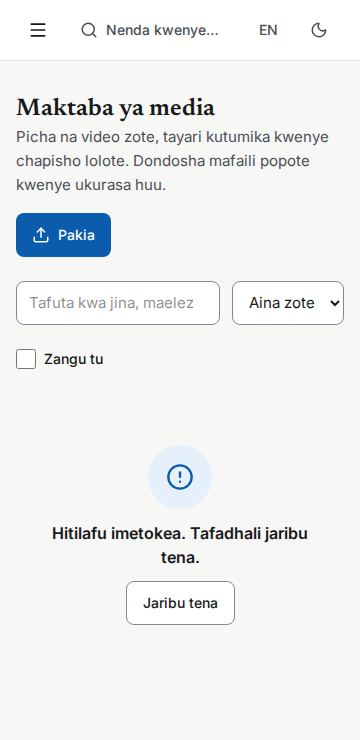 Nenda kwenye...
EN
Maktaba ya media
Picha na video zote, tayari kutumika kwenye
chapisho lolote. Dondosha mafaili popote
kwenye ukurasa huu.
Pakia
Tafuta kwa jina, maelez
Aina zote
Zangu tu
Hitilafu imetokea. Tafadhali jaribu
tena.
Jaribu tena